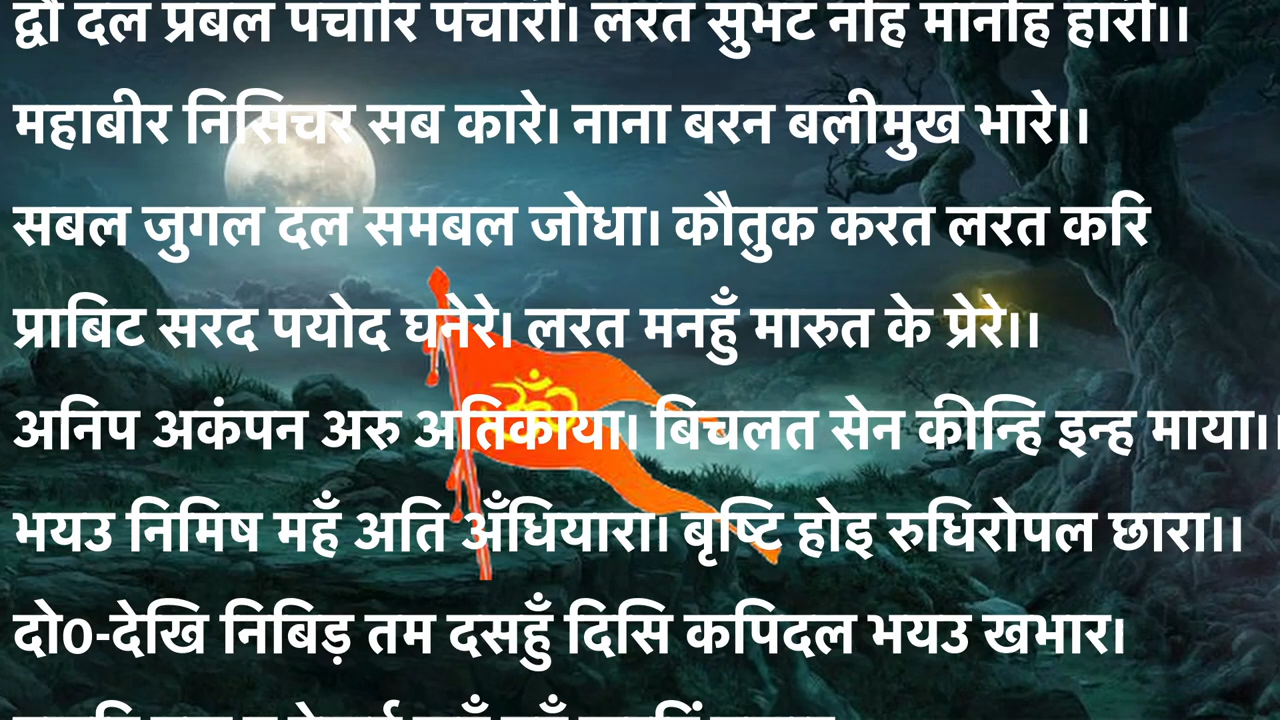 द्वौ दल प्रबल पचारि पचारी। लरत सुभट नहिं मानहिं हारी।।
महाबीर निसिचर सब कारे। नाना बरन बलीमुख भारे।।
सबल जुगल दल समबल जोधा। कौतुक करत लरत करि
प्राबिट सरद पयोद घनेरे। लरत मनहुँ मारुत के प्रेरे।।
अनिप अकंपन अरु अतिकाया। बिचलत सेन कीन्हि इन्ह माया।।
भयउ निमिष महँ अति अँधियारा। बृष्टि होइ रुधिरोपल छारा।।
दो0-देखि निबिड़ तम दसहुँ दिसि कपिदल भयउ खभार।